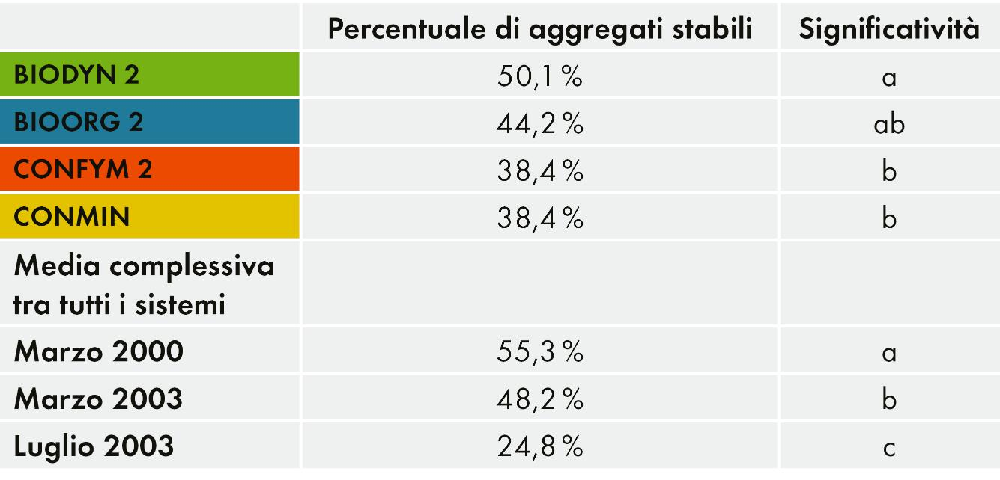 Percentuale di aggregati stabili Significatività
BIODYN 2 50,1 % a
BIOORG 2 44,2 % ab
CONFYM 2 38,4 % b
CONMIN 38,4 % b
Media complessiva
tra tutti i sistemi
Marzo 2000 55,3 % a
Marzo 2003 48,2 % b
Luglio 2003 24,8 % c